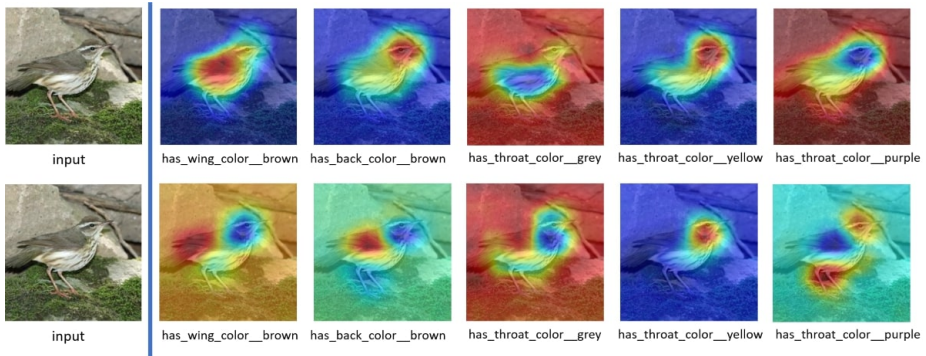 input
has_wing_color__brown
has_back_color__brown
has_throat_color__grey
has_throat_color__yellow
has_throat_color__purple
input
has_wing_color__brown
has_back_color__brown
has_throat_color__grey
has_throat_color__yellow
has_throat_color__purple